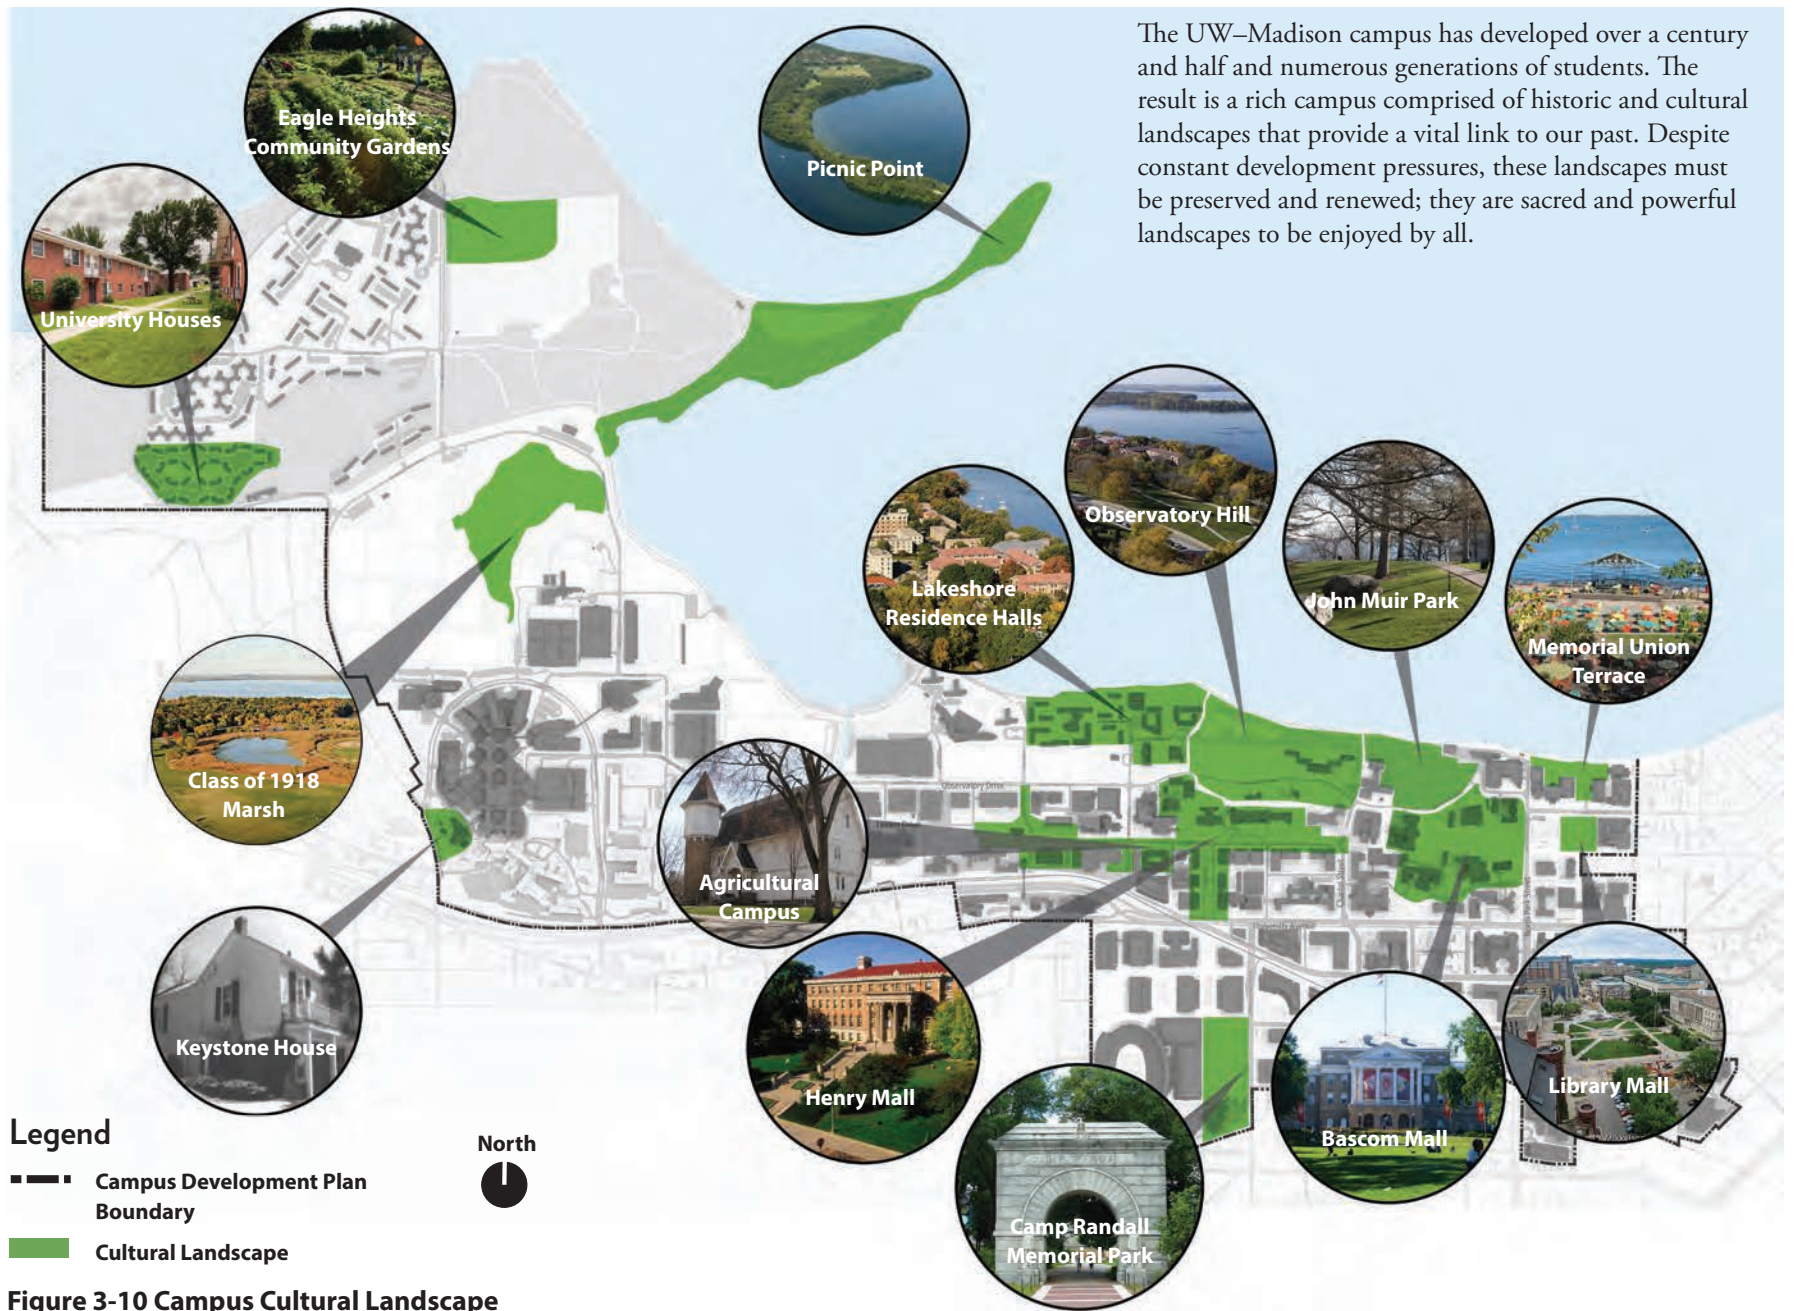 The UW–Madison campus has developed over a century
and half and numerous generations of students. The
result is a rich campus comprised of historic and cultural
landscapes that provide a vital link to our past. Despite
constant development pressures, these landscapes must
be preserved and renewed; they are sacred and powerful
landscapes to be enjoyed by all.
Eagle Heights
Community Gardens
Picnic Point
University Houses
Observatory Hill
Lakeshore
Residence Halls
John Muir Park
Memorial Union
Terrace
Class of 1918
Marsh
Observatory Drive
Agricultural
Campus
Keystone House
Henry Mall
Library Mall
Bascom Mall
Camp Randall
Memorial Park
Legend
Campus Development Plan
Boundary
Cultural Landscape
North
Figure 3-10 Campus Cultural Landscape